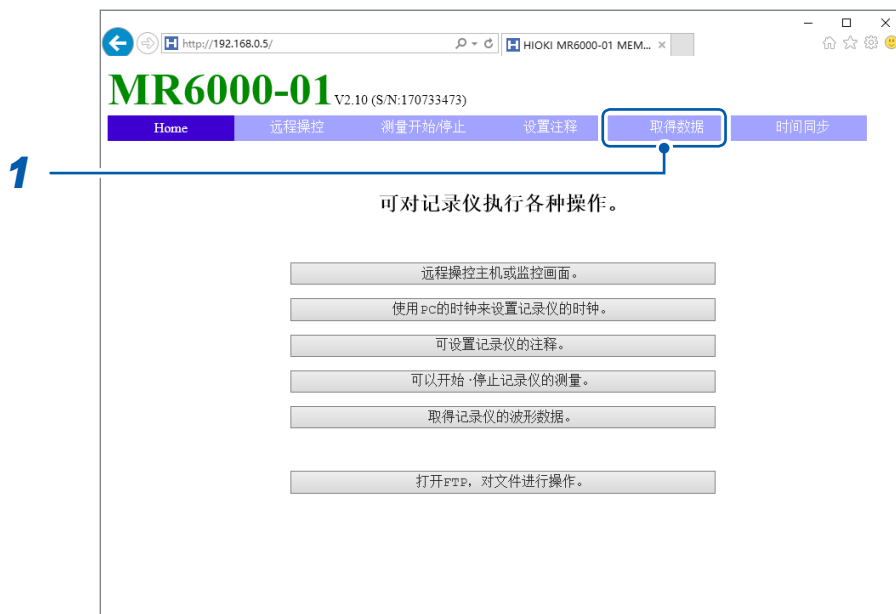 http://192.168.0.5/
HIOKI MR6000-01 MEM...
MR6000-01 V2.10 (S/N:170733473)
Home 远程操控 测量开始/停止 设置注释 取得数据 时间同步
1
可对记录仪执行各种操作。
远程操控主机或监控画面。
使用PC的时钟来设置记录仪的时钟。
可设置记录仪的注释。
可以开始·停止记录仪的测量。
取得记录仪的波形数据。
打开FTP，对文件进行操作。